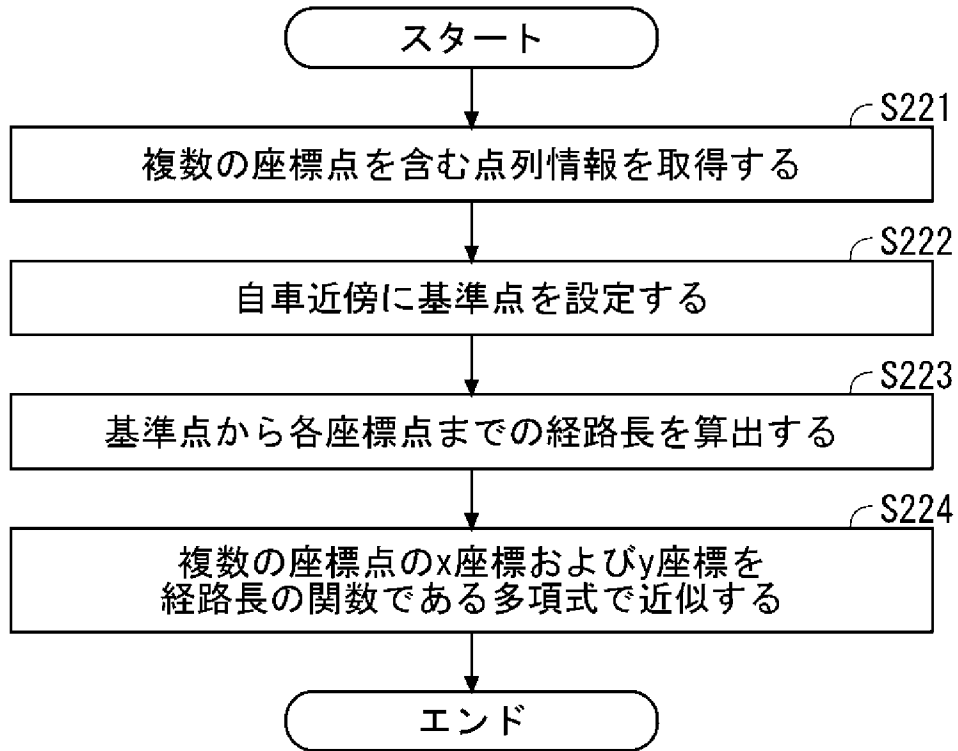 スタート
S221
複数の座標点を含む点列情報を取得する
S222
自車近傍に基準点を設定する
S223
基準点から各座標点までの経路長を算出する
S224
複数の座標点のx座標およびy座標を
経路長の関数である多項式で近似する
エンド